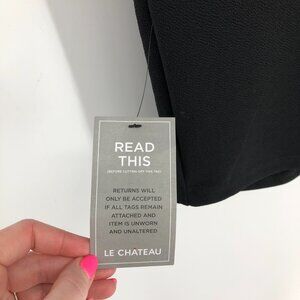 READ
THIS
(BEFORE CUTTING OFF THIS TAG)
RETURNS WILL
ONLY BE ACCEPTED
IF ALL TAGS REMAIN
ATTACHED AND
ITEM IS UNWORN
AND UNALTERED
LE CHATEAU